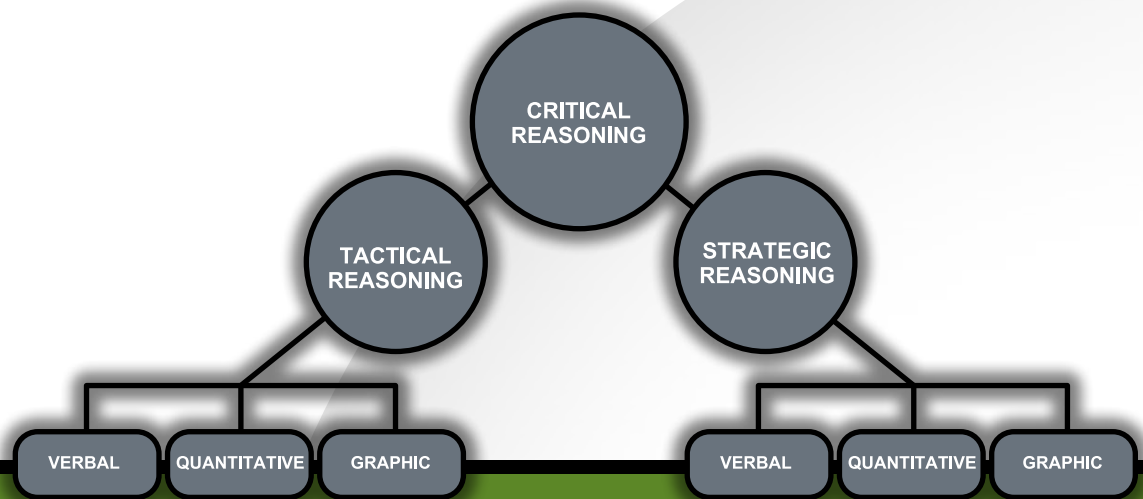 CRITICAL
REASONING
TACTICAL
REASONING
STRATEGIC
REASONING
VERBAL
QUANTITATIVE
GRAPHIC
VERBAL
QUANTITATIVE
GRAPHIC